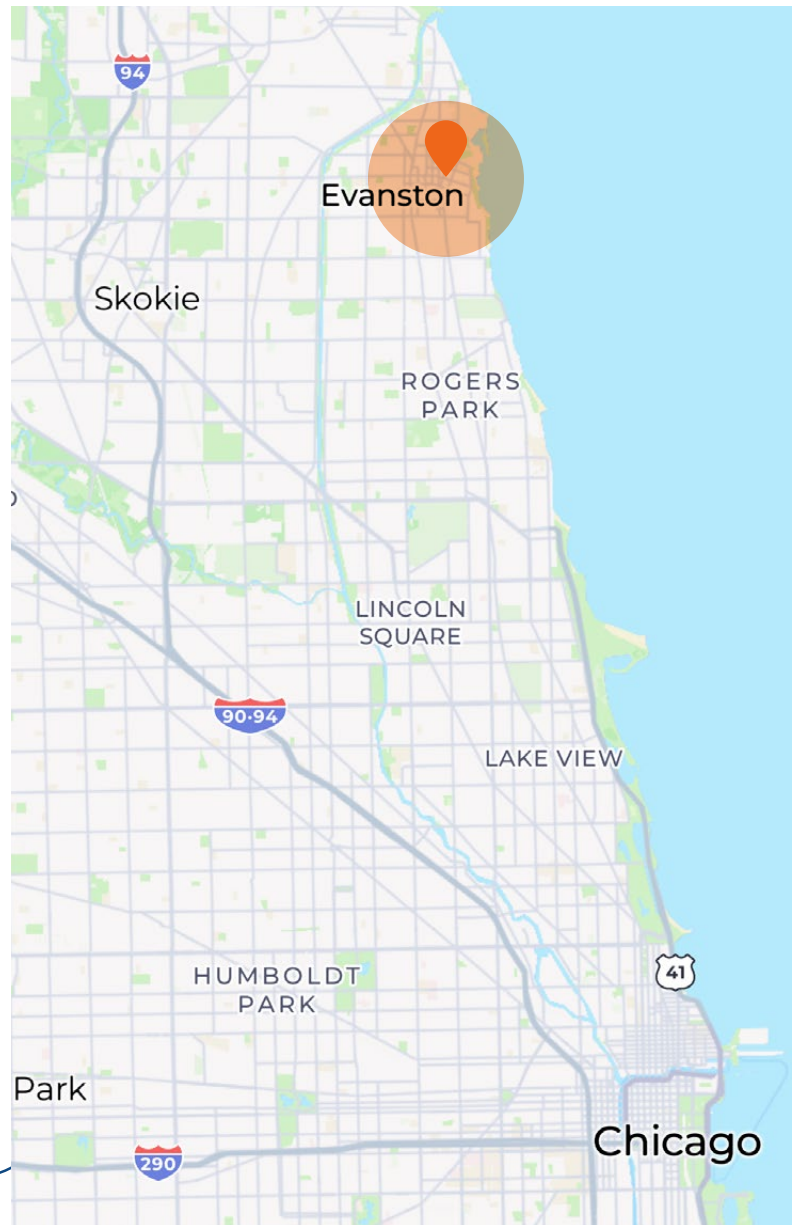 94
Evanston
Skokie
ROGERS
PARK
LINCOLN
SQUARE
90-94
LAKE VIEW
41
HUMBOLDT
PARK
Park
290
Chicago